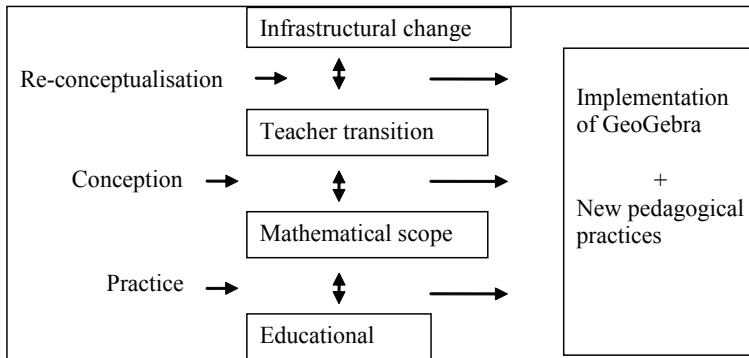 Infrastructural change
Re-conceptualisation
Teacher transition
Conception
Mathematical scope
Practice
Educational
Implementation
of GeoGebra
+
New pedagogical
practices